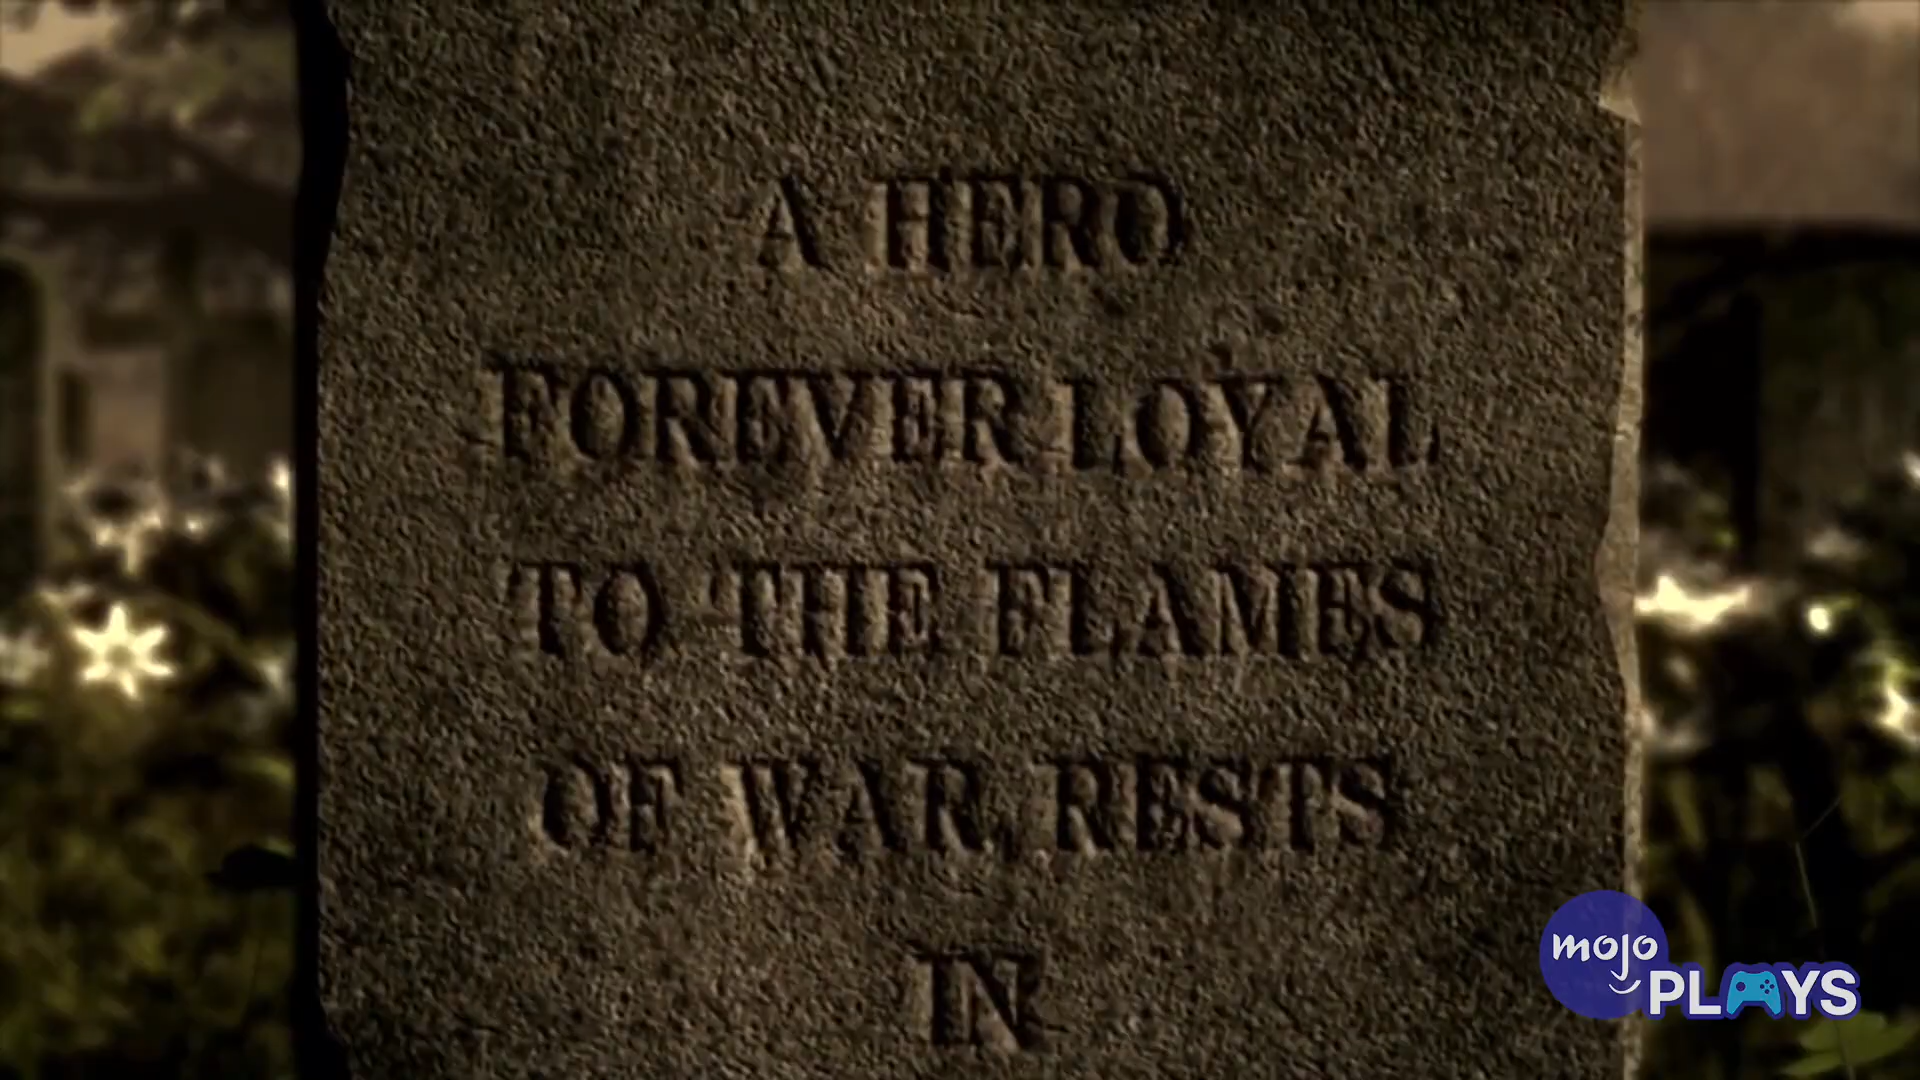 A HERO
FOREVER LOYAL
TO THE FLAMES
OF WAR, RESTS
IN
mojo
PLAYS